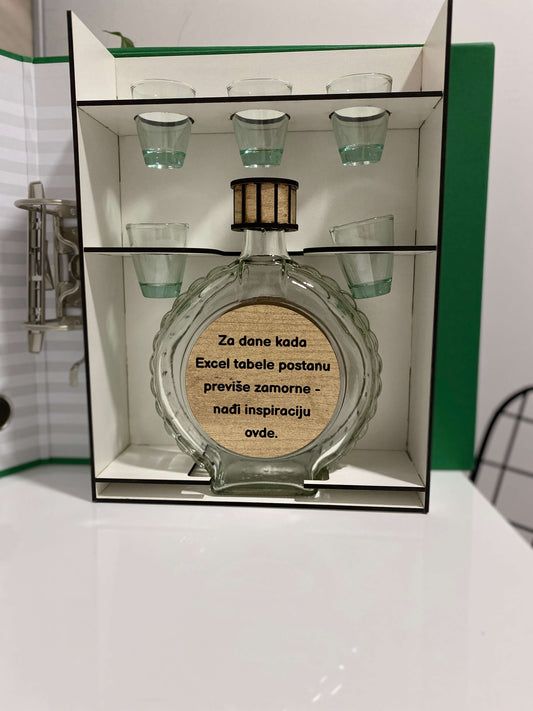 Za dane kada
Excel tabele postanu
previše zamorne -
nađi inspiraciju
ovde.